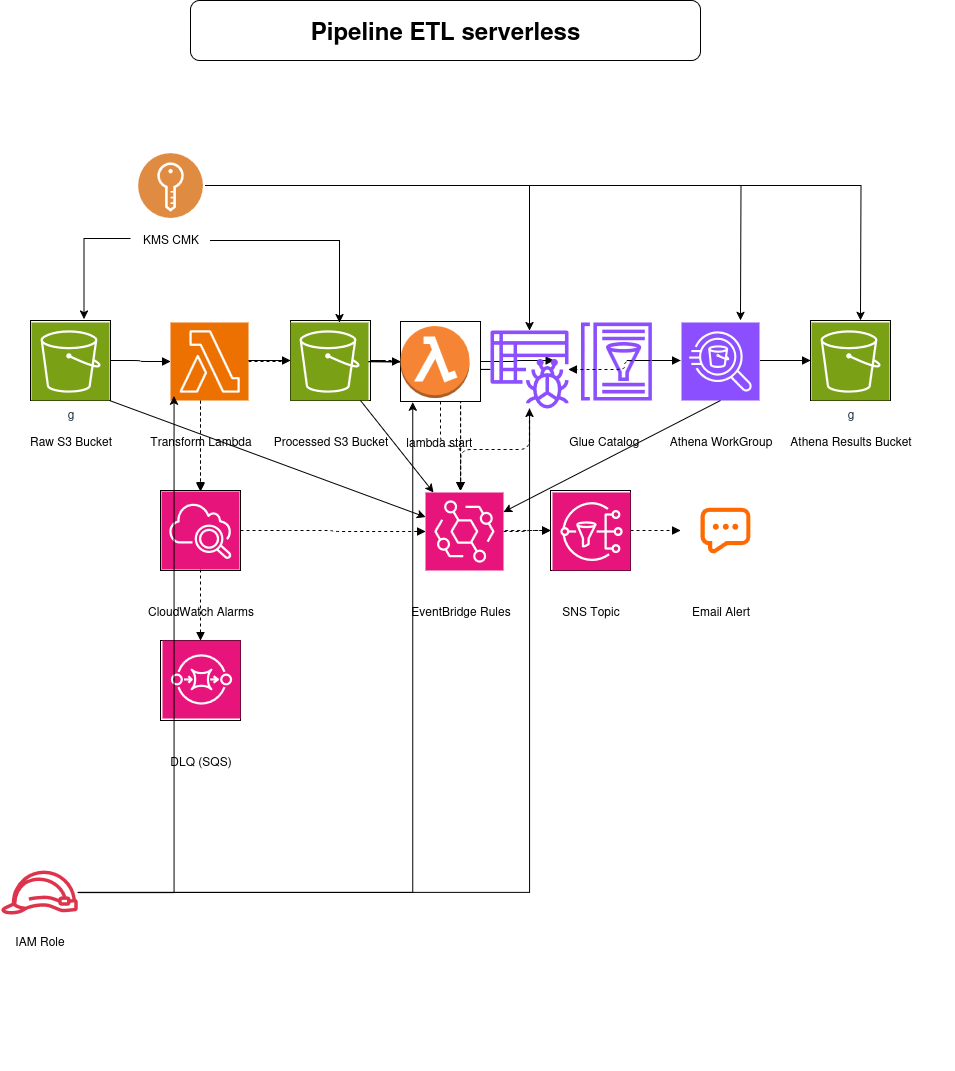 Pipeline ETL serverless
KMS CMK
g
g
Raw S3 Bucket
Transform Lambda
Processed S3 Bucket
lambda start
Glue Catalog
Athena WorkGroup
Athena Results Bucket
CloudWatch Alarms
EventBridge Rules
SNS Topic
Email Alert
DLQ (SQS)
IAM Role